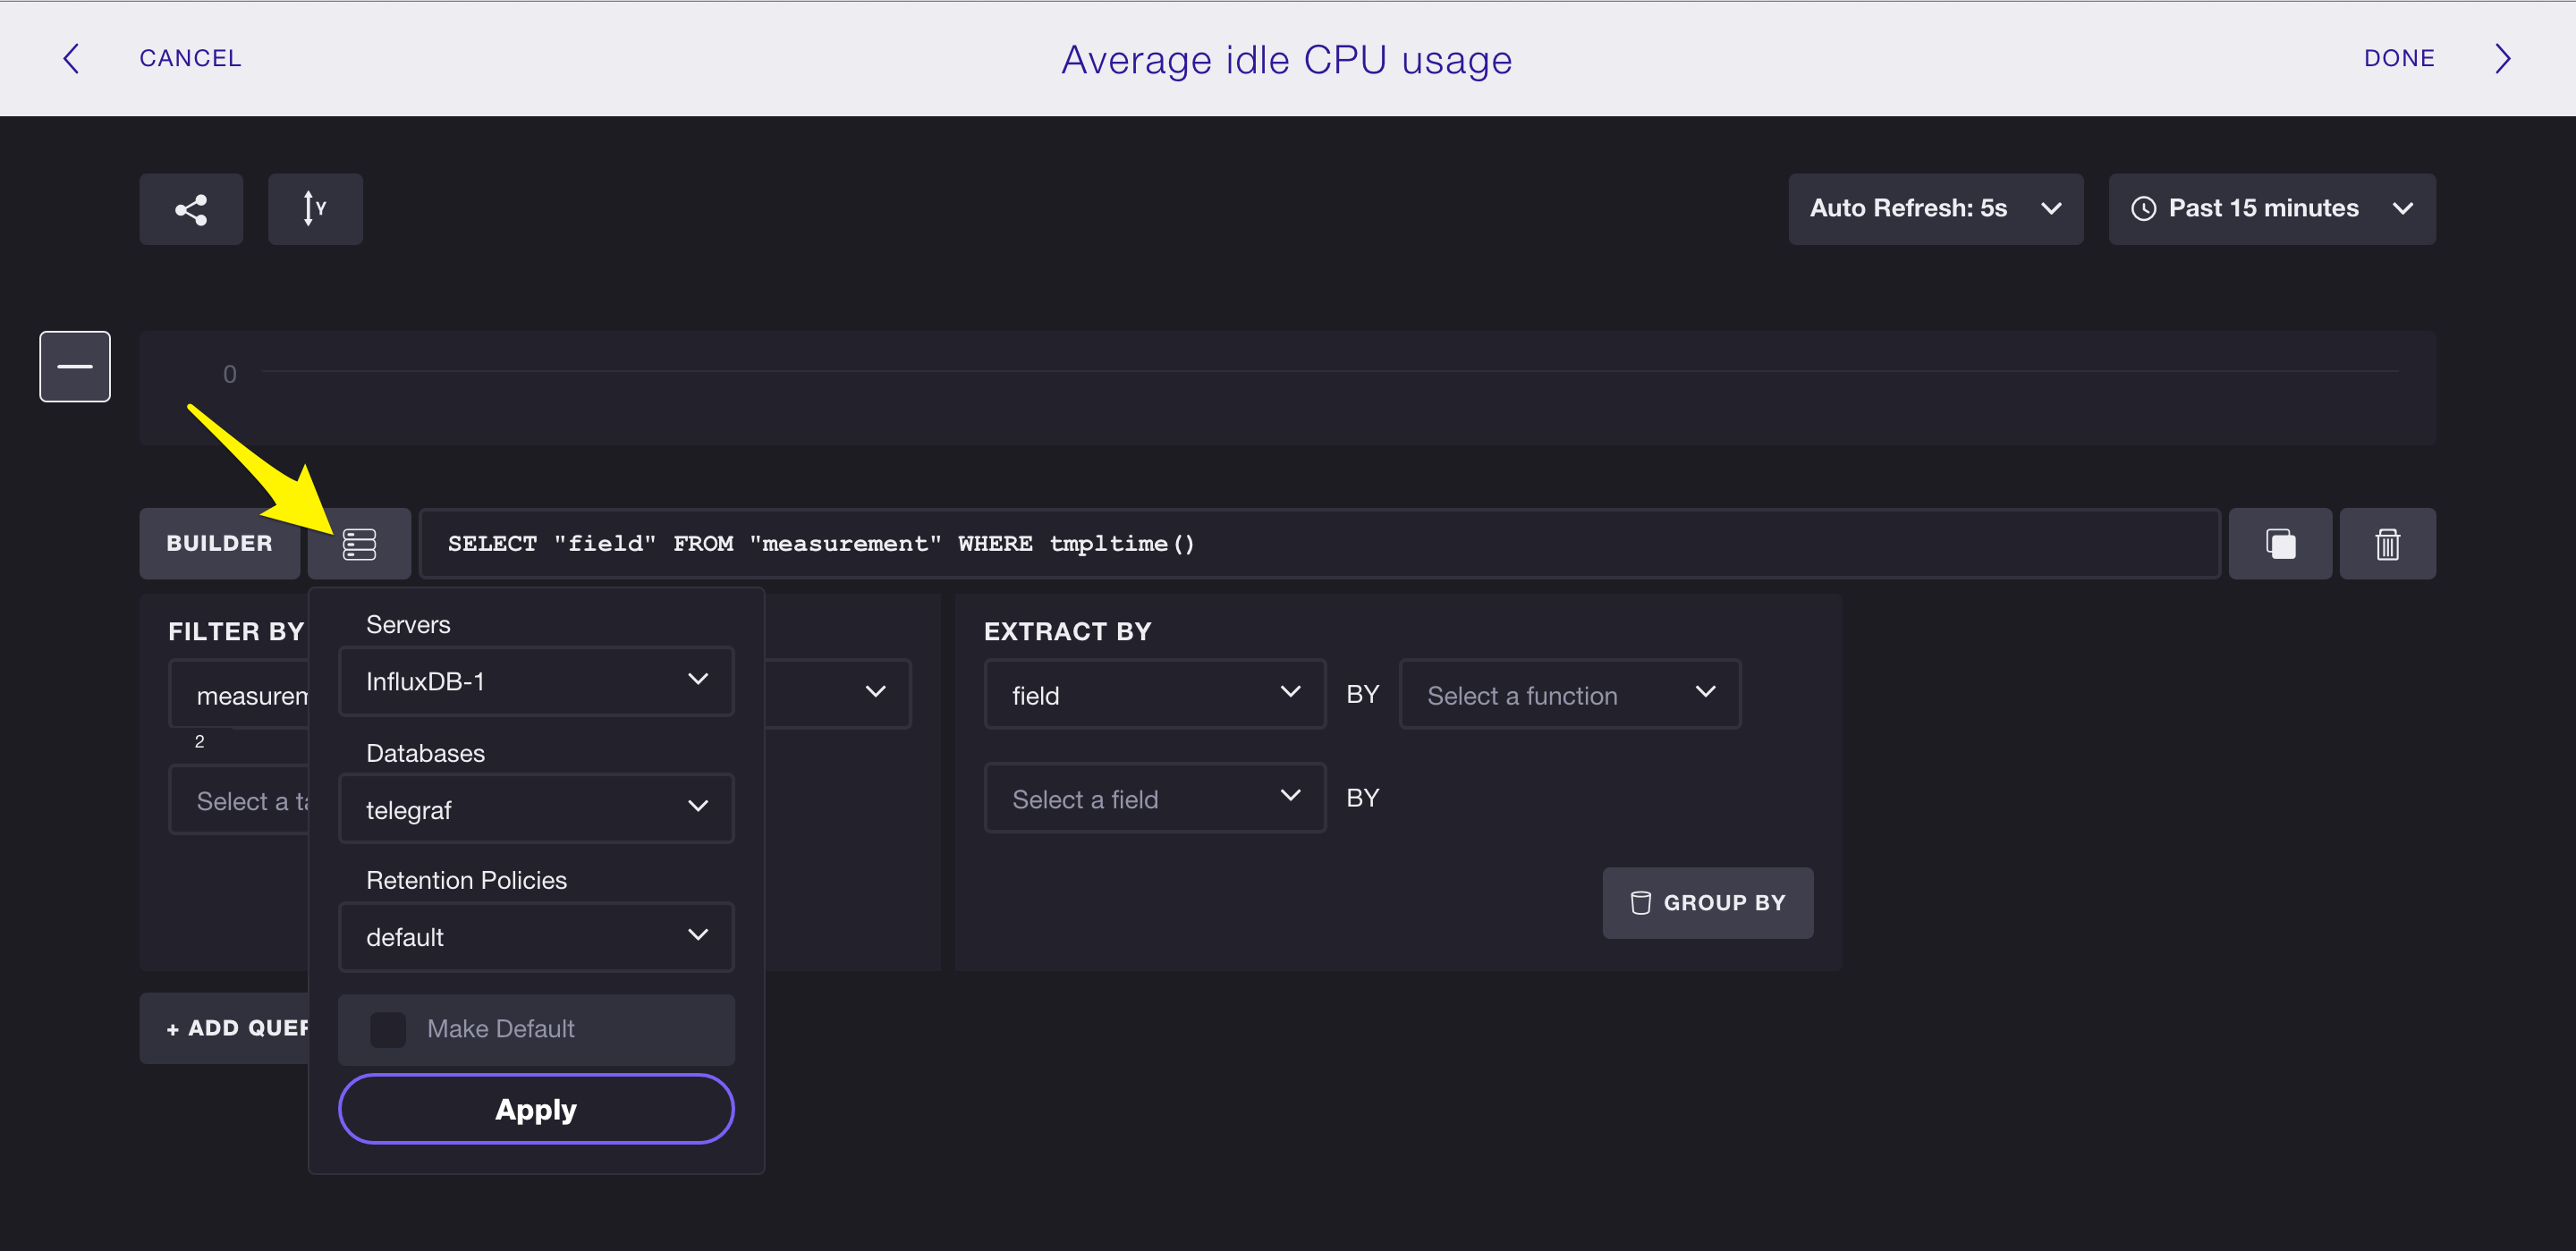 CANCEL
Average idle CPU usage
DONE
Y
Auto Refresh: 5s
Past 15 minutes
0
BUILDER
SELECT "field" FROM "measurement" WHERE tmpltime()
FILTER BY
measurem
2
Select a ta
Servers
InfluxDB-1
Databases
telegraf
Retention Policies
default
Make Default
Apply
EXTRACT BY
field
BY
Select a function
Select a field
BY
GROUP BY
+ ADD QUER